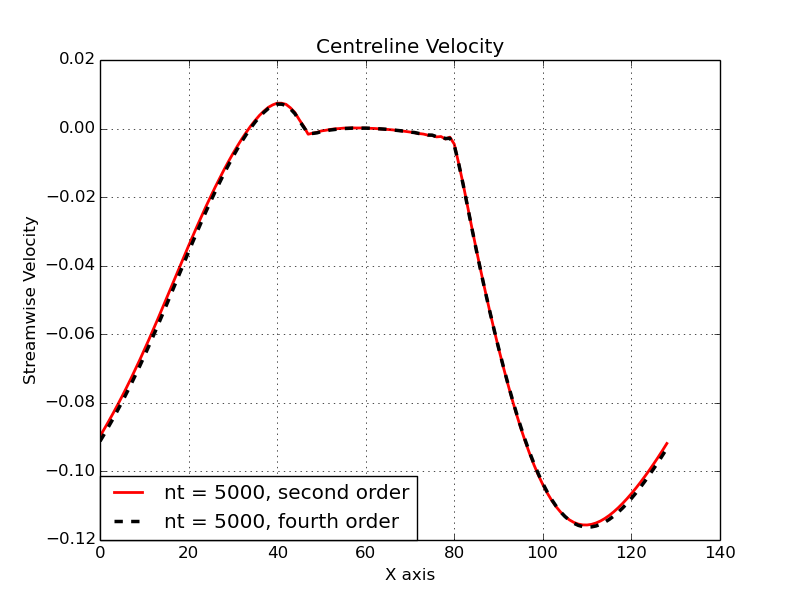 Centreline Velocity
0.02
0.00
−0.02
−0.04
−0.06
−0.08
−0.10
−0.12
Streamwise Velocity
nt = 5000, second order
nt = 5000, fourth order
0 20 40 60 80 100 120 140
X axis